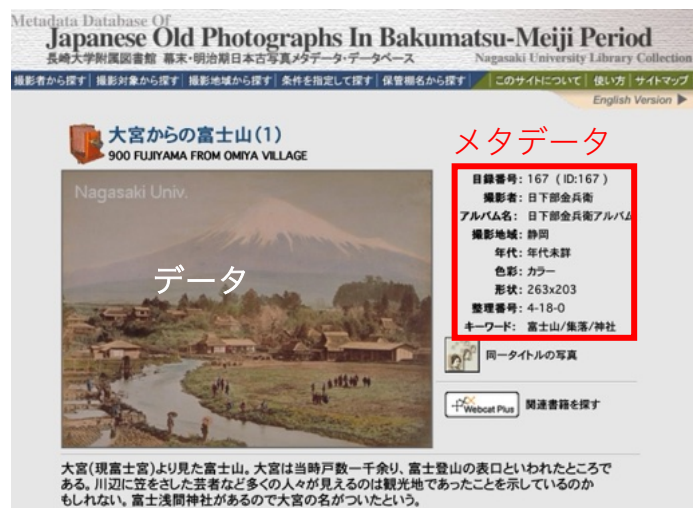 Metadata Database Of
Japanese Old Photographs In Bakumatsu-Meiji Period
長崎大学附属図書館 幕末・明治期日本古写真メタデータ・データベース
Nagasaki University Library Collection
撮影者から探す 撮影対象から探す 撮影地域から探す 条件を指定して探す 保管棚名から探す このサイトについて 使い方 サイトマップ
English Version
大宮からの富士山(1)
900 FUJIYAMA FROM OMIYA VILLAGE
メタデータ
Nagasaki Univ.
データ
目録番号: 167 ( ID:167 )
撮影者: 日下部金兵衛
アルバム名: 日下部金兵衛アルバム
撮影地域: 静岡
年代: 年代未詳
色彩: カラー
形状: 263x203
整理番号: 4-18-0
キーワード: 富士山/集落/神社
同一タイトルの写真
Webcat Plus 関連書籍を探す
大宮(現富士宮)より見た富士山。大宮は当時戸数一千余り、富士登山の表口といわれたところで
ある。川辺に笠をさした芸者など多くの人々が見えるのは観光地であったことを示しているのか
もしれない。富士浅間神社があるので大宮の名がついたという。